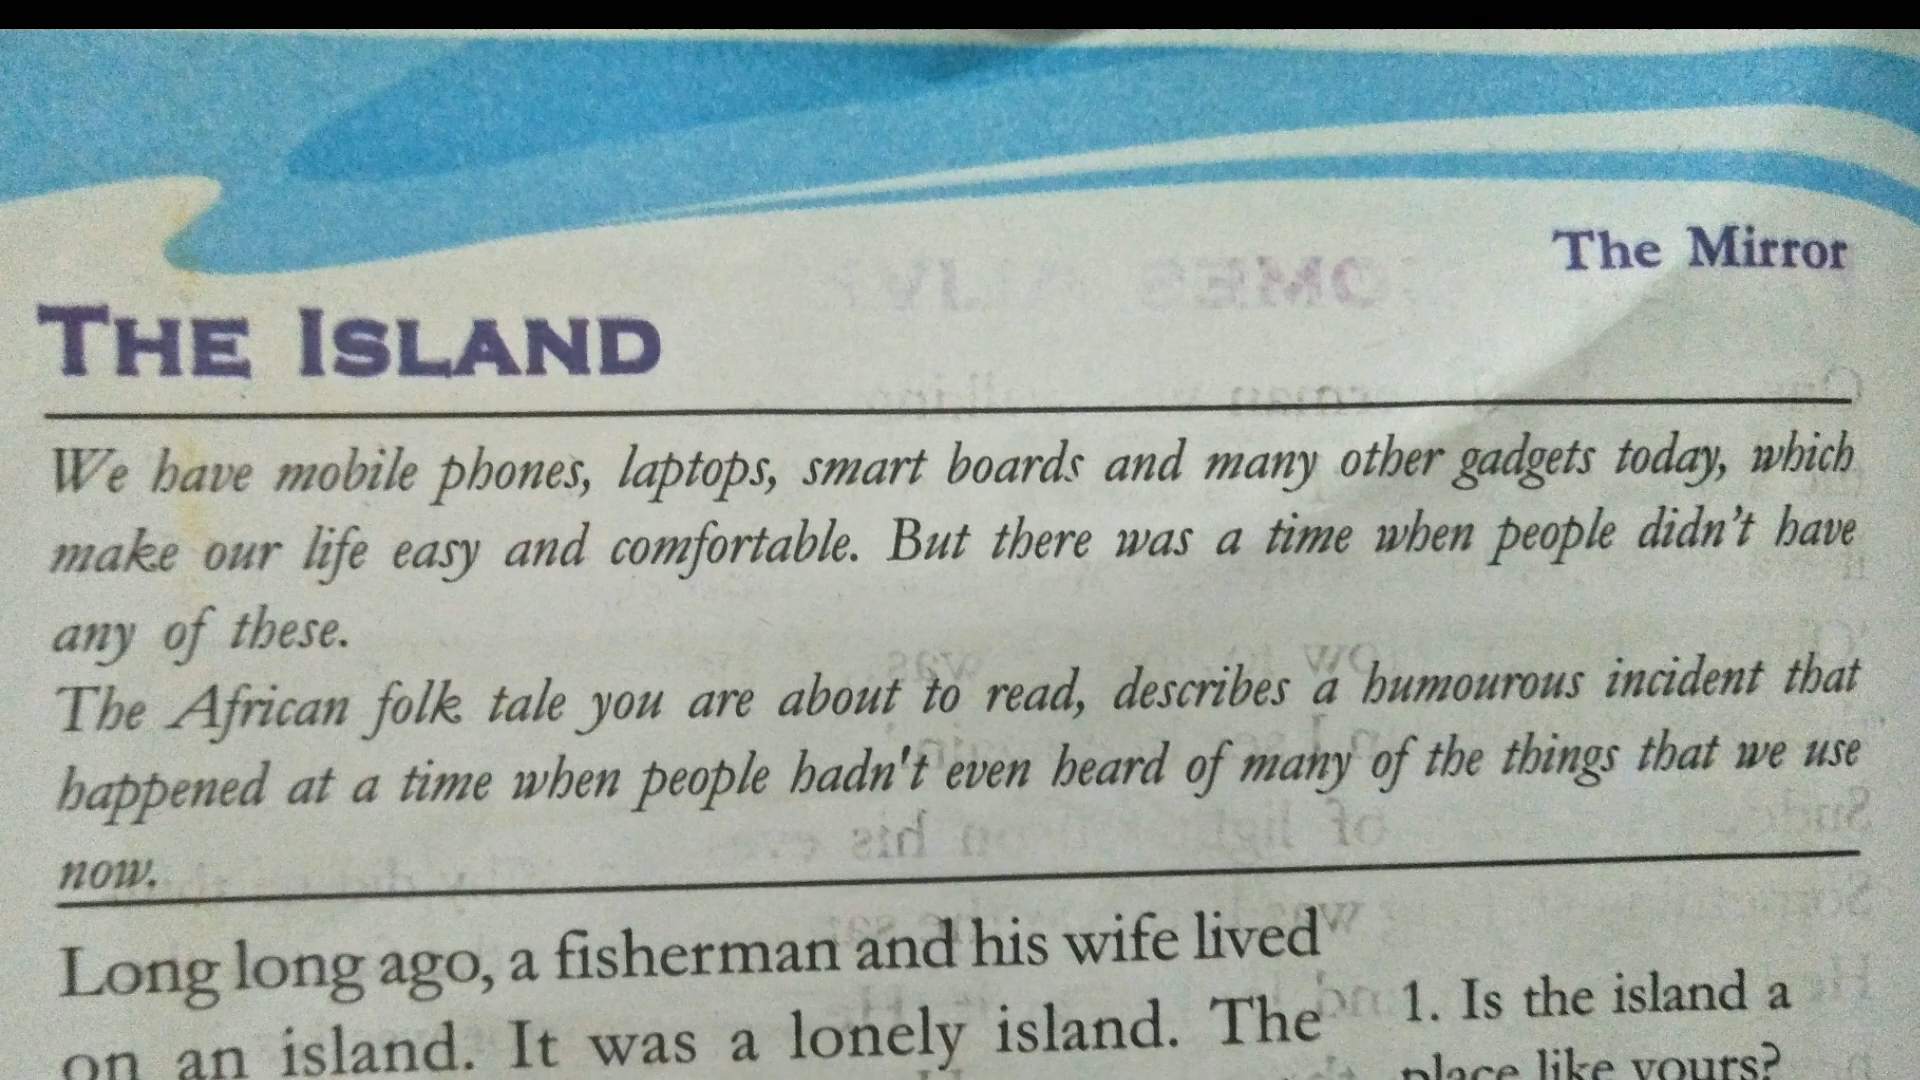 The Mirror
THE ISLAND
We have mobile phones, laptops, smart boards and many other gadgets today, which
make our life easy and comfortable. But there was a time when people didn't have
any of these.
The African folk tale you are about to read, describes a humourous incident that
happened at a time when people hadn't even heard of many of the things that we use
now.
Long long ago, a fisherman and his wife lived
on an island. It was a lonely island. The
1. Is the island a
place like yours?